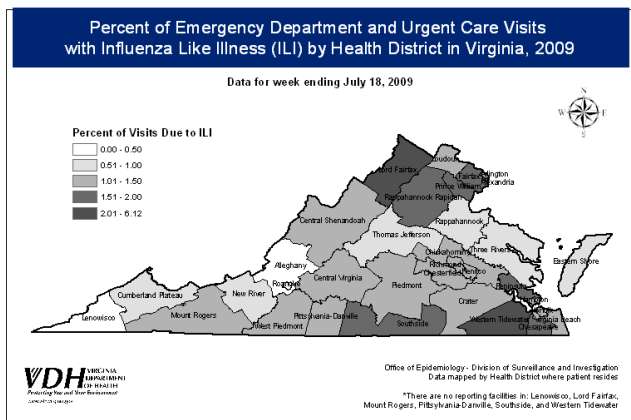 Percent of Emergency Department and Urgent Care Visits
with Influenza Like Illness (ILI) by Health District in Virginia, 2009
Data for week ending July 18, 2009
N
W E
S
Percent of Visits Due to ILI
0.00 - 0.50
0.51 - 1.00
1.01 - 1.50
1.51 - 2.00
2.01 - 6.12
Lord Fairfax
Loudoun
Fairfax
Arlington
Alexandria
Prince William
Rappahannock Rapidan
Central Shenandoah
Rappahannock
Thomas Jefferson
Three Rivers
Chickahominy
Eastern Shore
Alleghany
Richmond
Henrico
Chesterfield
Roanoke
Central Virginia
Piedmont
Peninsula
Cumberland Plateau
New River
Crater
Hampton
Lenowisco
Mount Rogers
West Piedmont
Pittsylvania-Danville
Southside
Western Tidewater
Virginia Beach
Chesapeake
VDH VIRGINIA
DEPARTMENT
OF HEALTH
Protecting You and Your Environment
Office of Epidemiology - Division of Surveillance and Investigation
Data mapped by Health District where patient resides
*There are no reporting facilities in: Lenowisco, Lord Fairfax,
Mount Rogers, Pittsylvania-Danville, Southside, and Western Tidewater